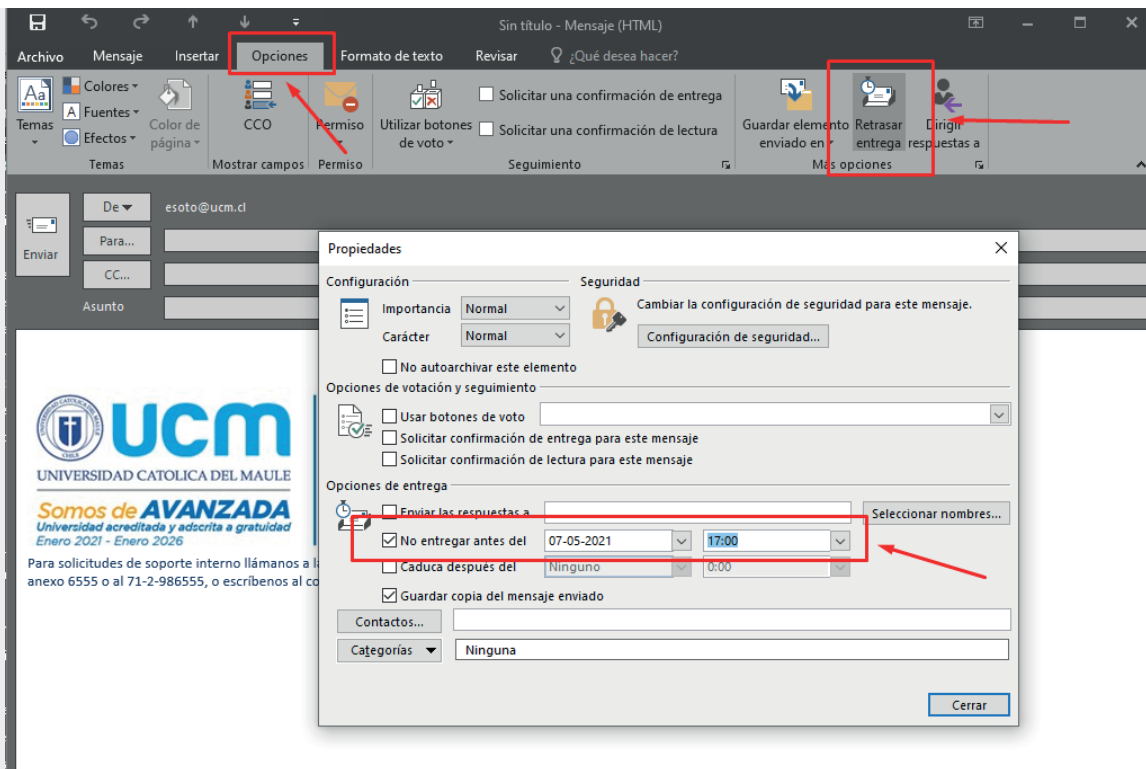 Sin título - Mensaje (HTML)
Archivo Mensaje Insertar Opciones Formato de texto Revisar ¿Qué desea hacer?
Aa Colores
A Fuentes
Efectos
Temas
Color de página
Temas
CCO
Mostrar campos
Permiso
Permiso
Utilizar botones de voto
Solicitar una confirmación de entrega
Solicitar una confirmación de lectura
Seguimiento
Guardar elemento enviado en
Retrasar entrega
Dirigir respuestas a
Más opciones
Enviar
De esoto@ucm.cl
Para...
CC...
Asunto
ucm
UNIVERSIDAD CATOLICA DEL MAULE
Somos de AVANZADA
Universidad acreditada y adscrita a gratuidad
Enero 2021 - Enero 2026
Para solicitudes de soporte interno llámanos a
anexo 6555 o al 71-2-986555, o escríbenos al
Propiedades
Configuración
Importancia Normal
Carácter Normal
No autoarchivar este elemento
Seguridad
Cambiar la configuración de seguridad para este mensaje.
Configuración de seguridad...
Opciones de votación y seguimiento
Usar botones de voto
Solicitar confirmación de entrega para este mensaje
Solicitar confirmación de lectura para este mensaje
Opciones de entrega
Enviar las respuestas a Seleccionar nombres...
No entregar antes del 07-05-2021 17:00
Caduca después del Ninguno 0:00
Guardar copia del mensaje enviado
Contactos...
Categorías Ninguna
Cerrar